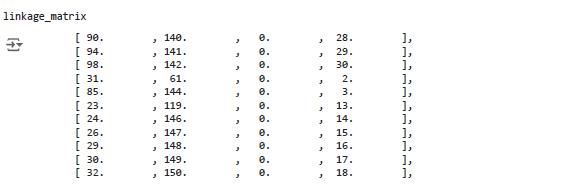 linkage_matrix
[ 90. , 140. , 0. , 28. ],
[ 94. , 141. , 0. , 29. ],
[ 98. , 142. , 0. , 30. ],
[ 31. , 61. , 0. , 2. ],
[ 85. , 144. , 0. , 3. ],
[ 23. , 119. , 0. , 13. ],
[ 24. , 146. , 0. , 14. ],
[ 26. , 147. , 0. , 15. ],
[ 29. , 148. , 0. , 16. ],
[ 30. , 149. , 0. , 17. ],
[ 32. , 150. , 0. , 18. ],